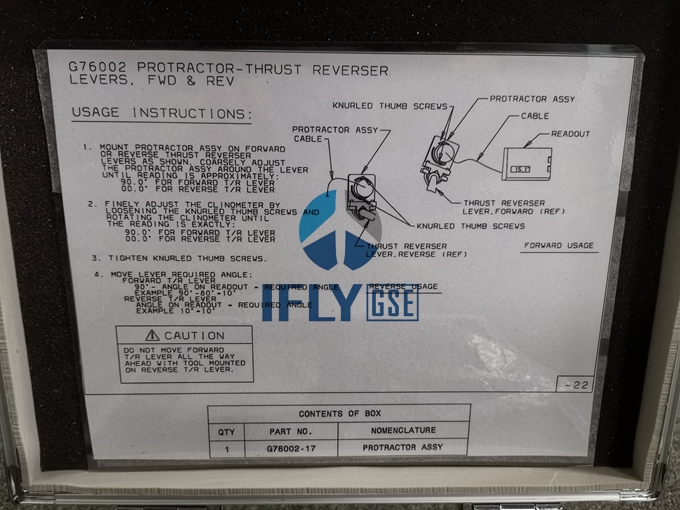 G76002 PROTRACTOR-THRUST REVERSER
LEVERS, FWD & REV
USAGE INSTRUCTIONS:
1. MOUNT PROTRACTOR ASSY ON FORWARD
OR REVERSE THRUST REVERSER
LEVERS AS SHOWN. COARSELY ADJUST
THE PROTRACTOR ASSY AROUND THE LEVER
UNTIL READING IS APPROXIMATELY:
90.0° FOR FORWARD T/R LEVER
00.0° FOR REVERSE T/R LEVER
2. FINELY ADJUST THE CLINOMETER BY
LOOSENING THE KNURLED THUMB SCREWS AND
ROTATING THE CLINOMETER UNTIL
THE READING IS EXACTLY:
90.0° FOR FORWARD T/R LEVER
00.0° FOR REVERSE T/R LEVER
3. TIGHTEN KNURLED THUMB SCREWS.
4. MOVE LEVER REQUIRED ANGLE:
FORWARD T/R LEVER
90°- ANGLE ON READOUT - REQUIRED ANGLE
EXAMPLE 90°-80°-10°
REVERSE T/R LEVER
ANGLE ON READOUT - REQUIRED ANGLE
EXAMPLE 10°-10°
CAUTION
DO NOT MOVE FORWARD
T/R LEVER ALL THE WAY
AHEAD WITH TOOL MOUNTED
ON REVERSE T/R LEVER.
KNURLED THUMB SCREWS
PROTRACTOR ASSY
CABLE
READOUT
PROTRACTOR ASSY
CABLE
THRUST REVERSER
LEVER, FORWARD (REF)
KNURLED THUMB SCREWS
FORWARD USAGE
THRUST REVERSER
LEVER, REVERSE (REF)
REVERSE USAGE
IFLY GSE
-22
CONTENTS OF BOX
QTY PART NO. NOMENCLATURE
1 G76002-17 PROTRACTOR ASSY